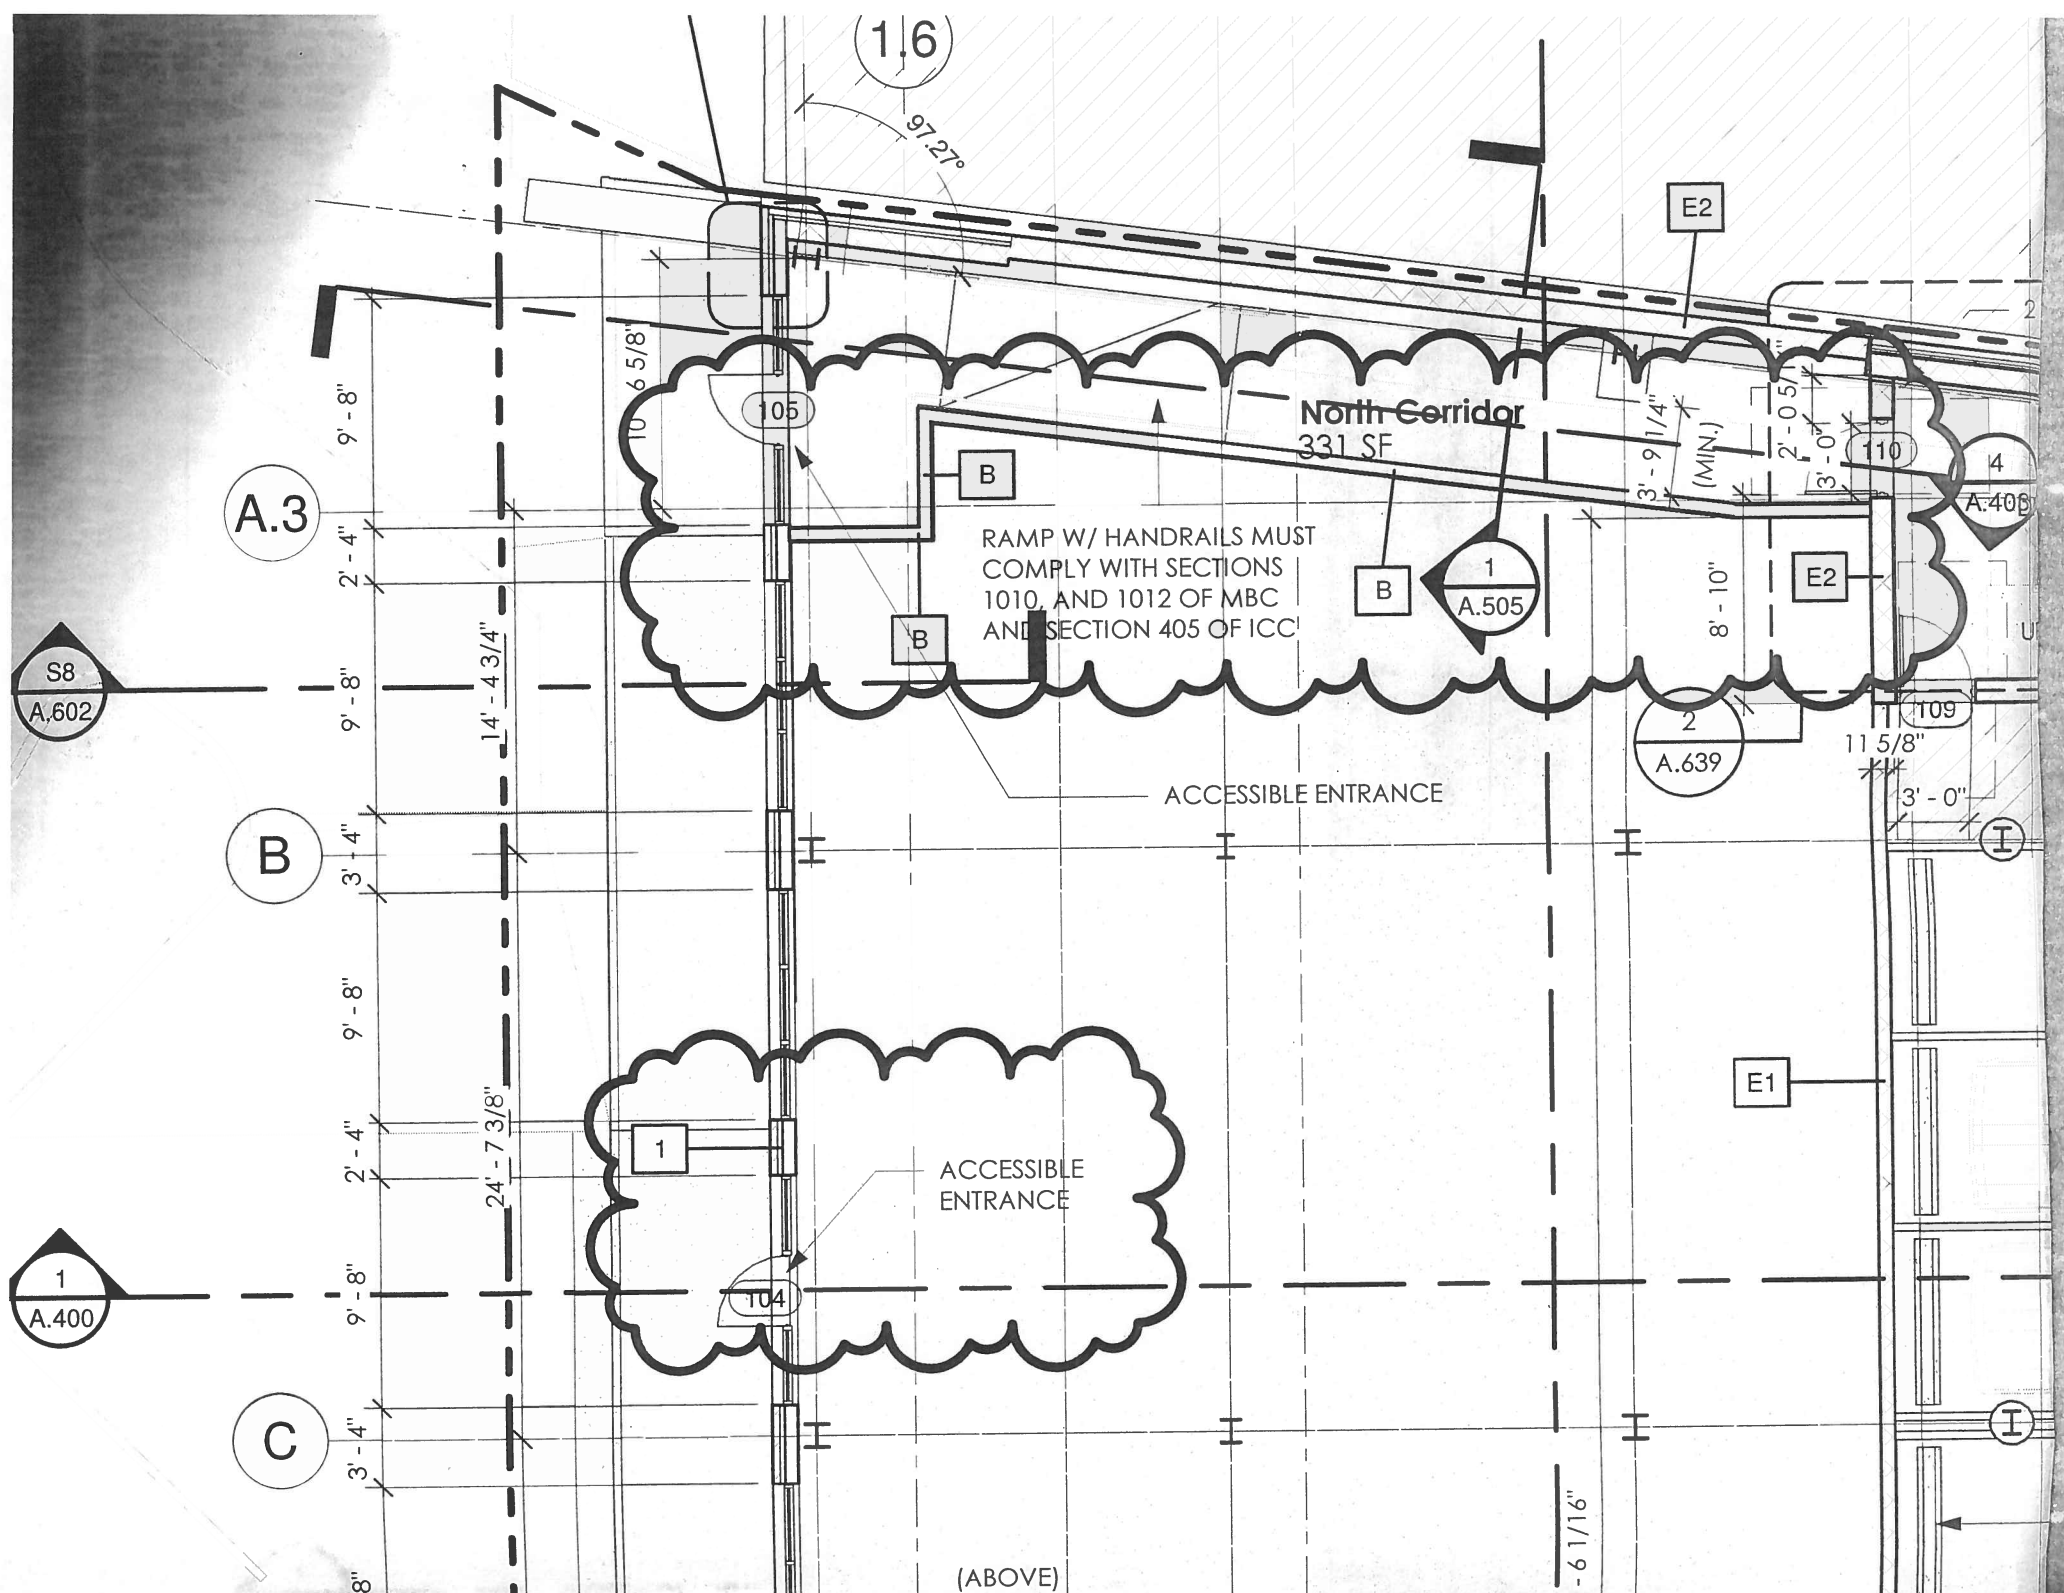 1.6
97.27°
E2
2
9' - 8"
10' 6 5/8"
105
North Corridor
331 SF
3' - 9 1/4"
(MIN.)
2' - 0 5/
3' - 0"
110
4
A.403
A.3
B
2' - 4"
RAMP W/ HANDRAILS MUST
COMPLY WITH SECTIONS
1010, AND 1012 OF MBC
AND SECTION 405 OF ICC
B
1
A.505
B
E2
8' - 10"
U
S8
A.602
14' - 4 3/4"
9' - 8"
2
A.639
109
11 5/8"
3' - 0"
ACCESSIBLE ENTRANCE
B
3' - 4"
9' - 8"
24' - 7 3/8"
E1
2' - 4"
1
ACCESSIBLE
ENTRANCE
1
A.400
9' - 8"
104
C
3' - 4"
- 6 1/16"
8"
(ABOVE)